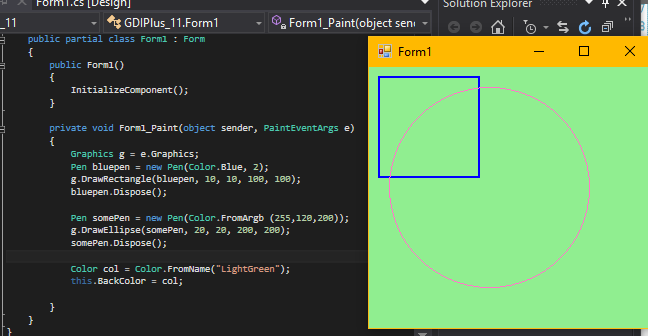 Form1.cs [Design]
Solution Explorer
_11
GDIPlus_11.Form1
Form1_Paint(object sen
Form1
public partial class Form1 : Form
{
public Form1()
{
InitializeComponent();
}
private void Form1_Paint(object sender, PaintEventArgs e)
{
Graphics g = e.Graphics;
Pen bluepen = new Pen(Color.Blue, 2);
g.DrawRectangle(bluepen, 10, 10, 100, 100);
bluepen.Dispose();
Pen somePen = new Pen(Color.FromArgb (255,120,200));
g.DrawEllipse(somePen, 20, 20, 200, 200);
somePen.Dispose();
Color col = Color.FromName("LightGreen");
this.BackColor = col;
}
}
}